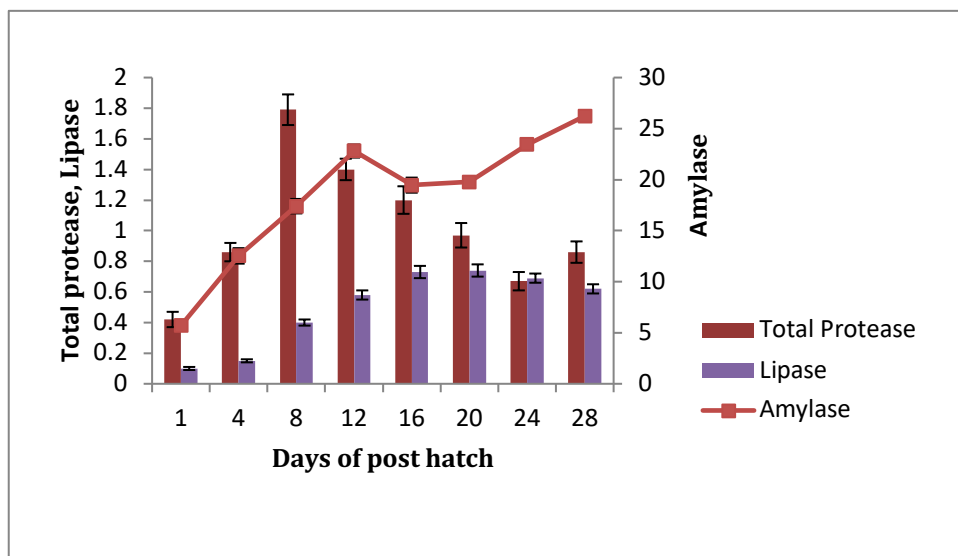 Total protease, Lipase
2
1.8
1.6
1.4
1.2
1
0.8
0.6
0.4
0.2
0
30
25
20
15
10
5
0
Amylase
1 4 8 12 16 20 24 28
Days of post hatch
Total Protease
Lipase
Amylase